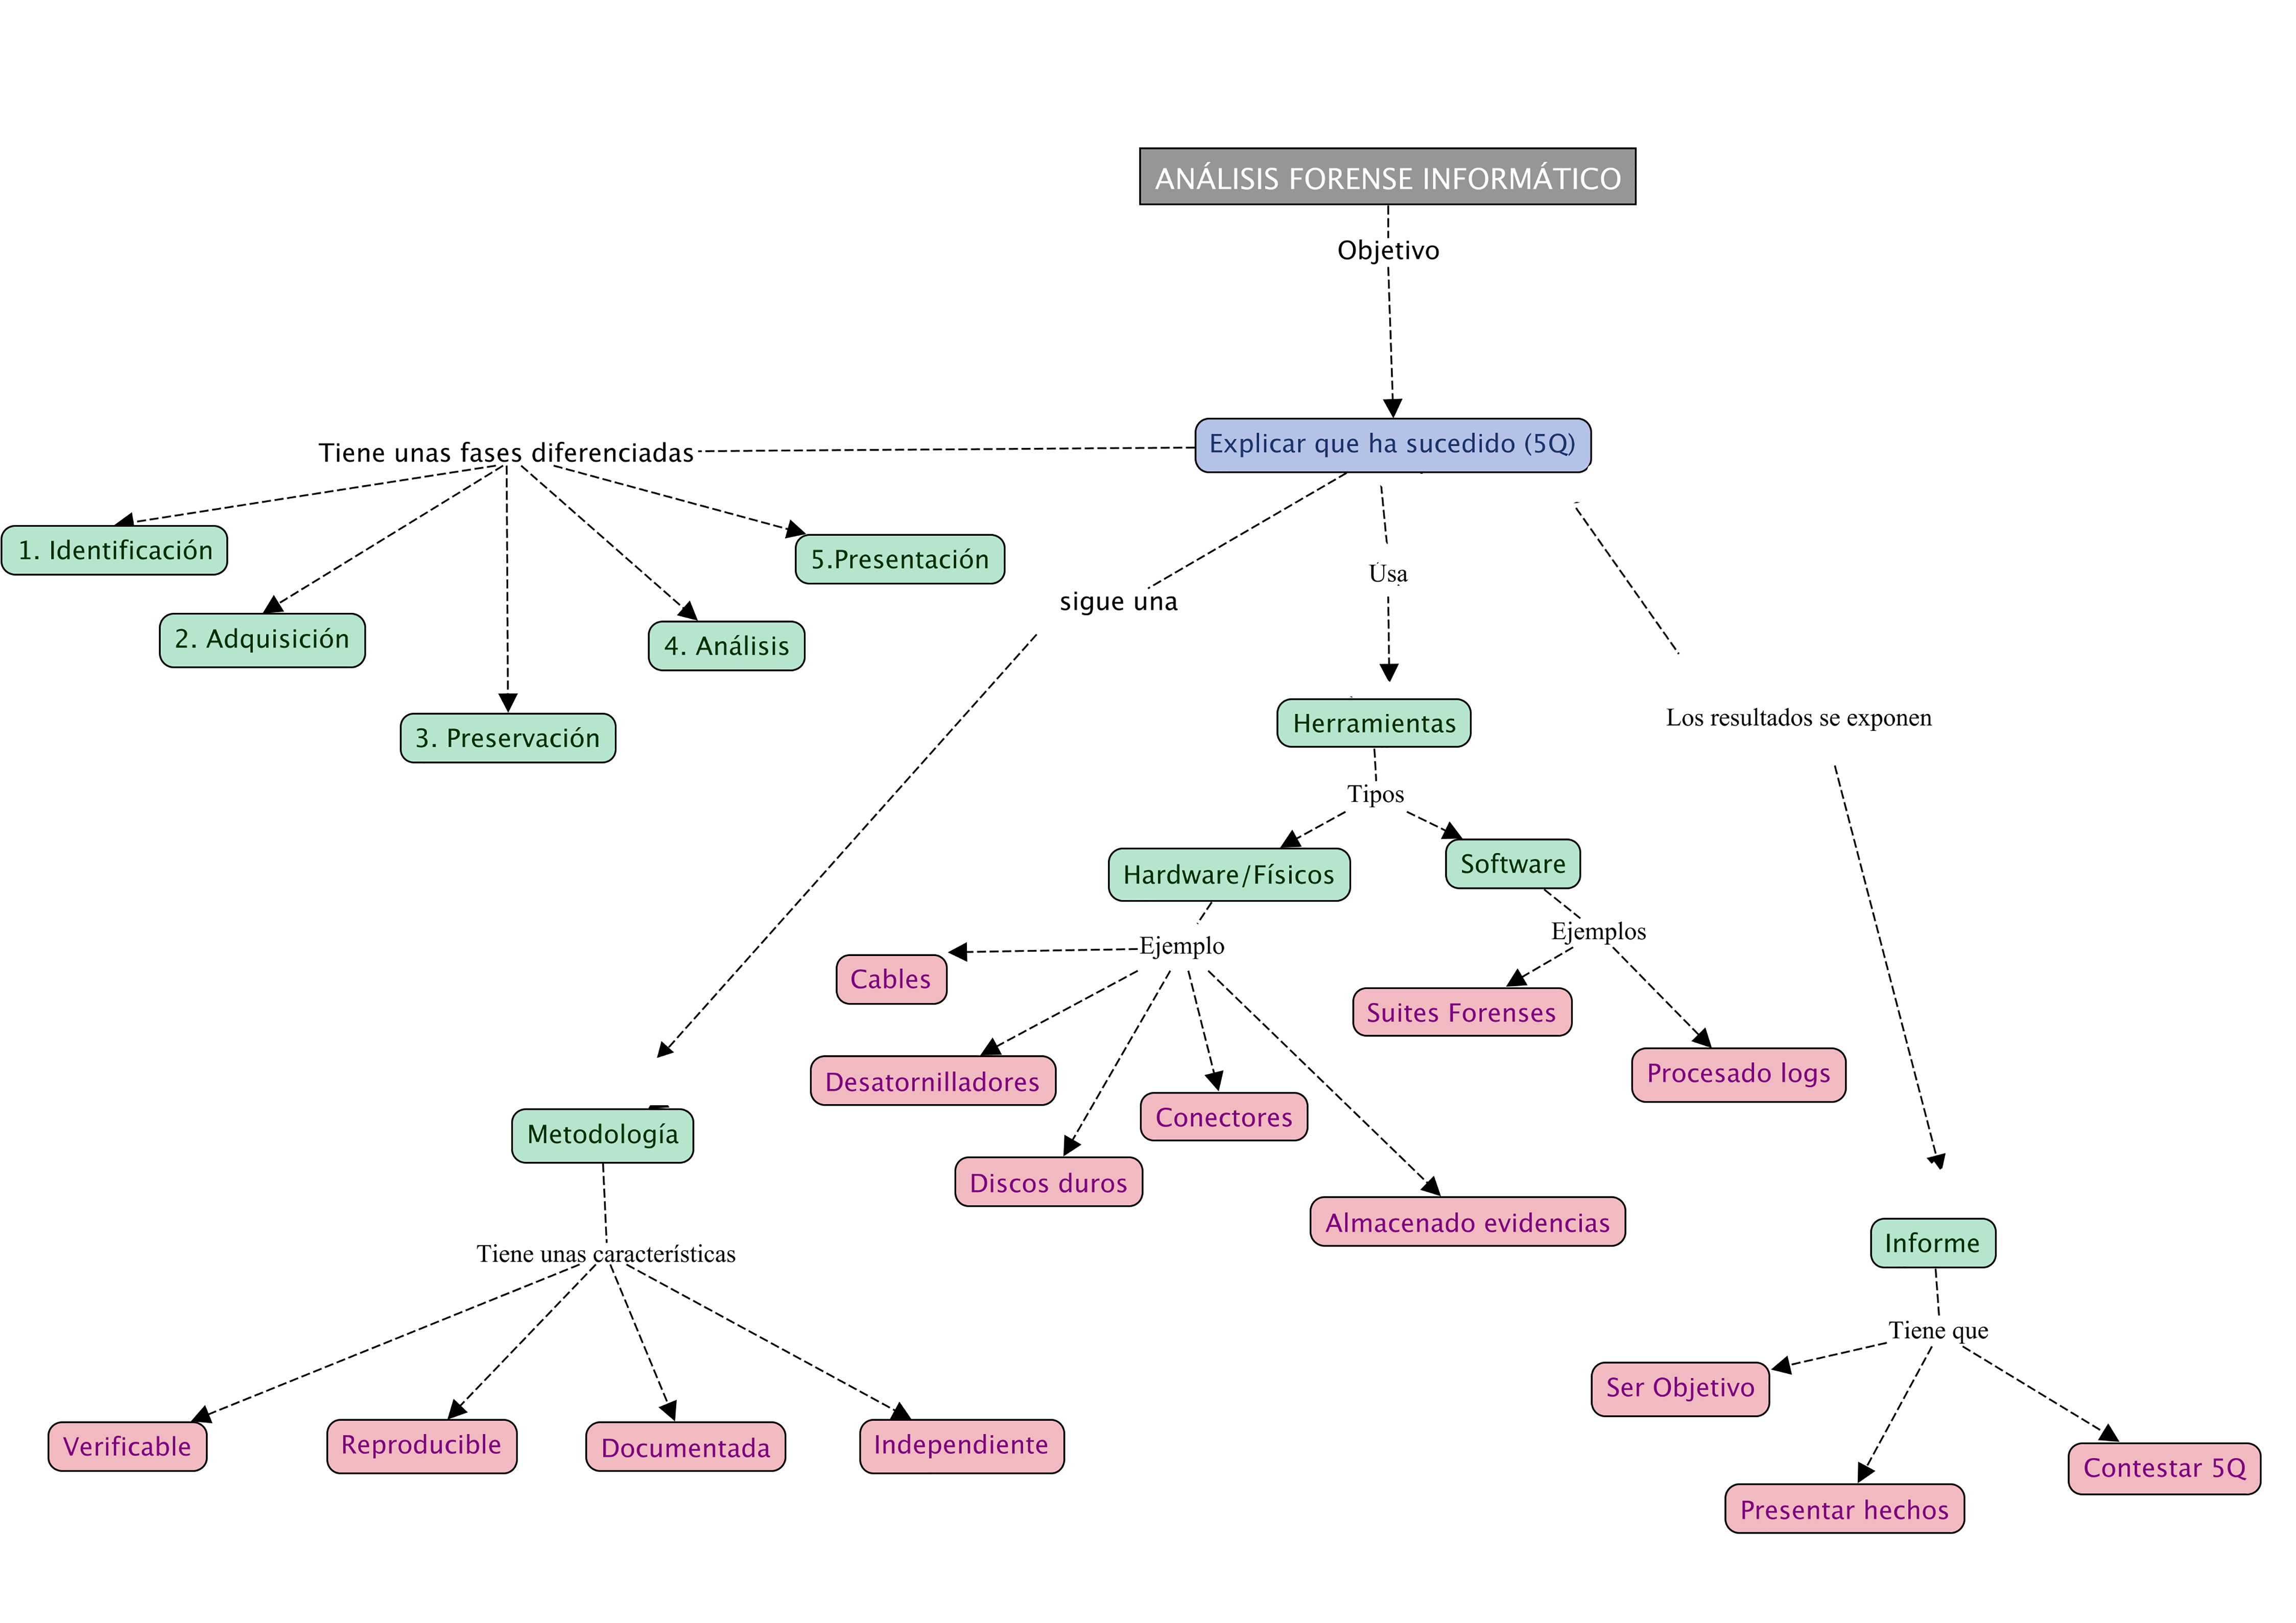 ANÁLISIS FORENSE INFORMÁTICO
Objetivo
Explicar que ha sucedido (5Q)
Tiene unas fases diferenciadas
1. Identificación
2. Adquisición
3. Preservación
4. Análisis
5.Presentación
sigue una
Usa
Los resultados se exponen
Herramientas
Tipos
Hardware/Físicos
Software
Ejemplo
Ejemplos
Cables
Desatornilladores
Discos duros
Conectores
Almacenado evidencias
Suites Forenses
Procesado logs
Metodología
Tiene unas características
Verificable
Reproducible
Documentada
Independiente
Informe
Tiene que
Ser Objetivo
Presentar hechos
Contestar 5Q